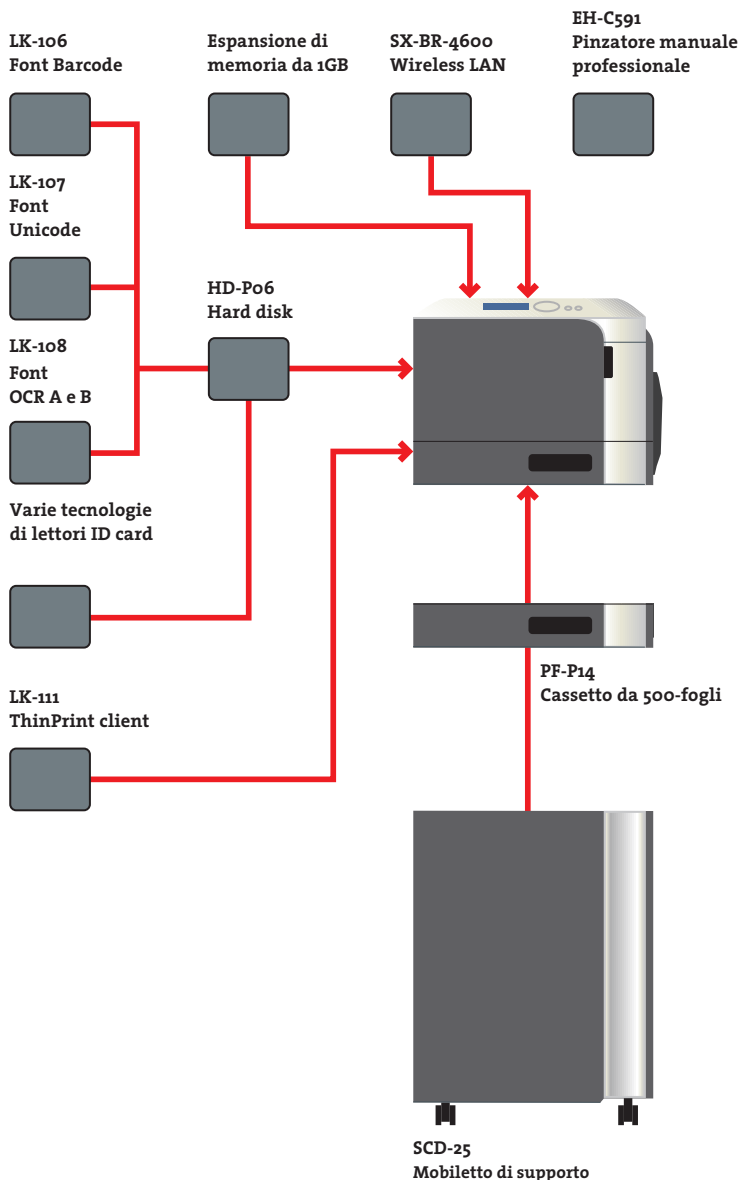 LK-106
Font Barcode
Espansione di
memoria da 1GB
SX-BR-4600
Wireless LAN
EH-C591
Pinzatore manuale
professionale
LK-107
Font
Unicode
HD-P06
Hard disk
LK-108
Font
OCR A e B
Varie tecnologie
di lettori ID card
PF-P14
Cassetto da 500-fogli
LK-111
ThinPrint client
SCD-25
Mobiletto di supporto